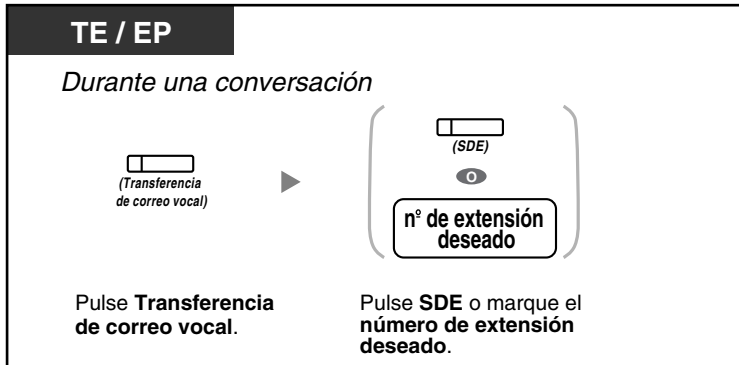 TE / EP
Durante una conversación
(Transferencia
de correo vocal)
(SDE)
O
nº de extensión
deseado
Pulse Transferencia
de correo vocal.
Pulse SDE o marque el
número de extensión
deseado.